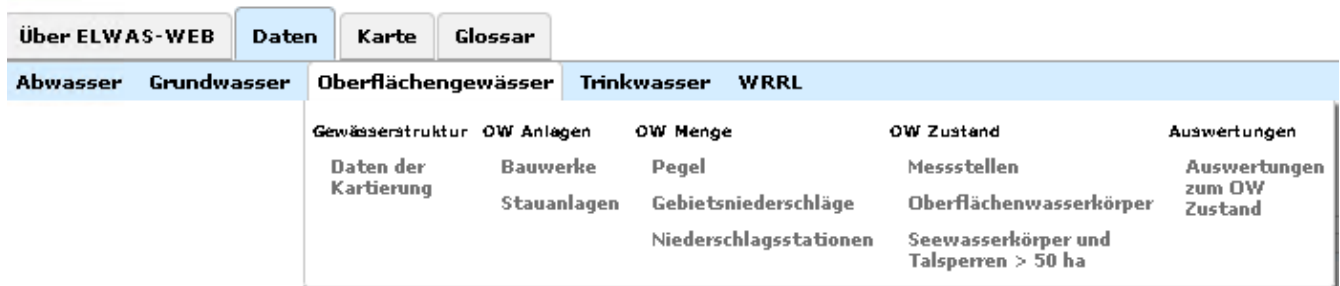 Über ELWAS-WEB Daten Karte Glossar
Abwasser Grundwasser Oberflächengewässer Trinkwasser WRRL
Gewässerstruktur OW Anlagen OW Menge OW Zustand Auswertungen
Daten der
Kartierung
Bauwerke
Stauanlagen
Pegel
Gebietsniederschläge
Niederschlagsstationen
Messstellen
Oberflächenwasserkörper
Seewasserkörper und
Talsperren > 50 ha
Auswertungen
zum OW
Zustand